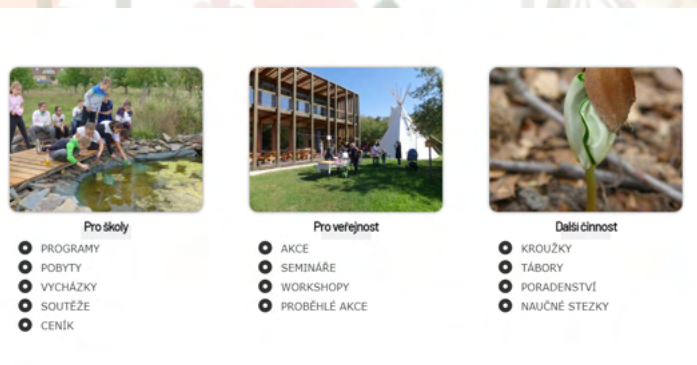 Pro školy
PROGRAMY
POBYTY
VYCHÁZKY
SOUTĚŽE
CENÍK
Pro veřejnost
AKCE
SEMINÁŘE
WORKSHOPY
PROBĚHLÉ AKCE
Další činnost
KROUŽKY
TÁBORY
PORADENSTVÍ
NAUČNÉ STEZKY